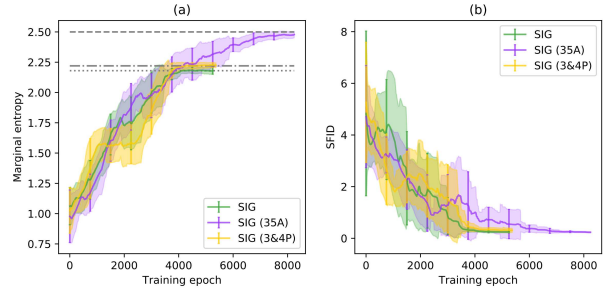 (a)
Marginal entropy
2.50
2.25
2.00
1.75
1.50
1.25
1.00
0.75
0
2000
4000
6000
8000
Training epoch
SIG
SIG (35A)
SIG (3&4P)
(b)
SFID
8
6
4
2
0
0
2000
4000
6000
8000
Training epoch
SIG
SIG (35A)
SIG (3&4P)